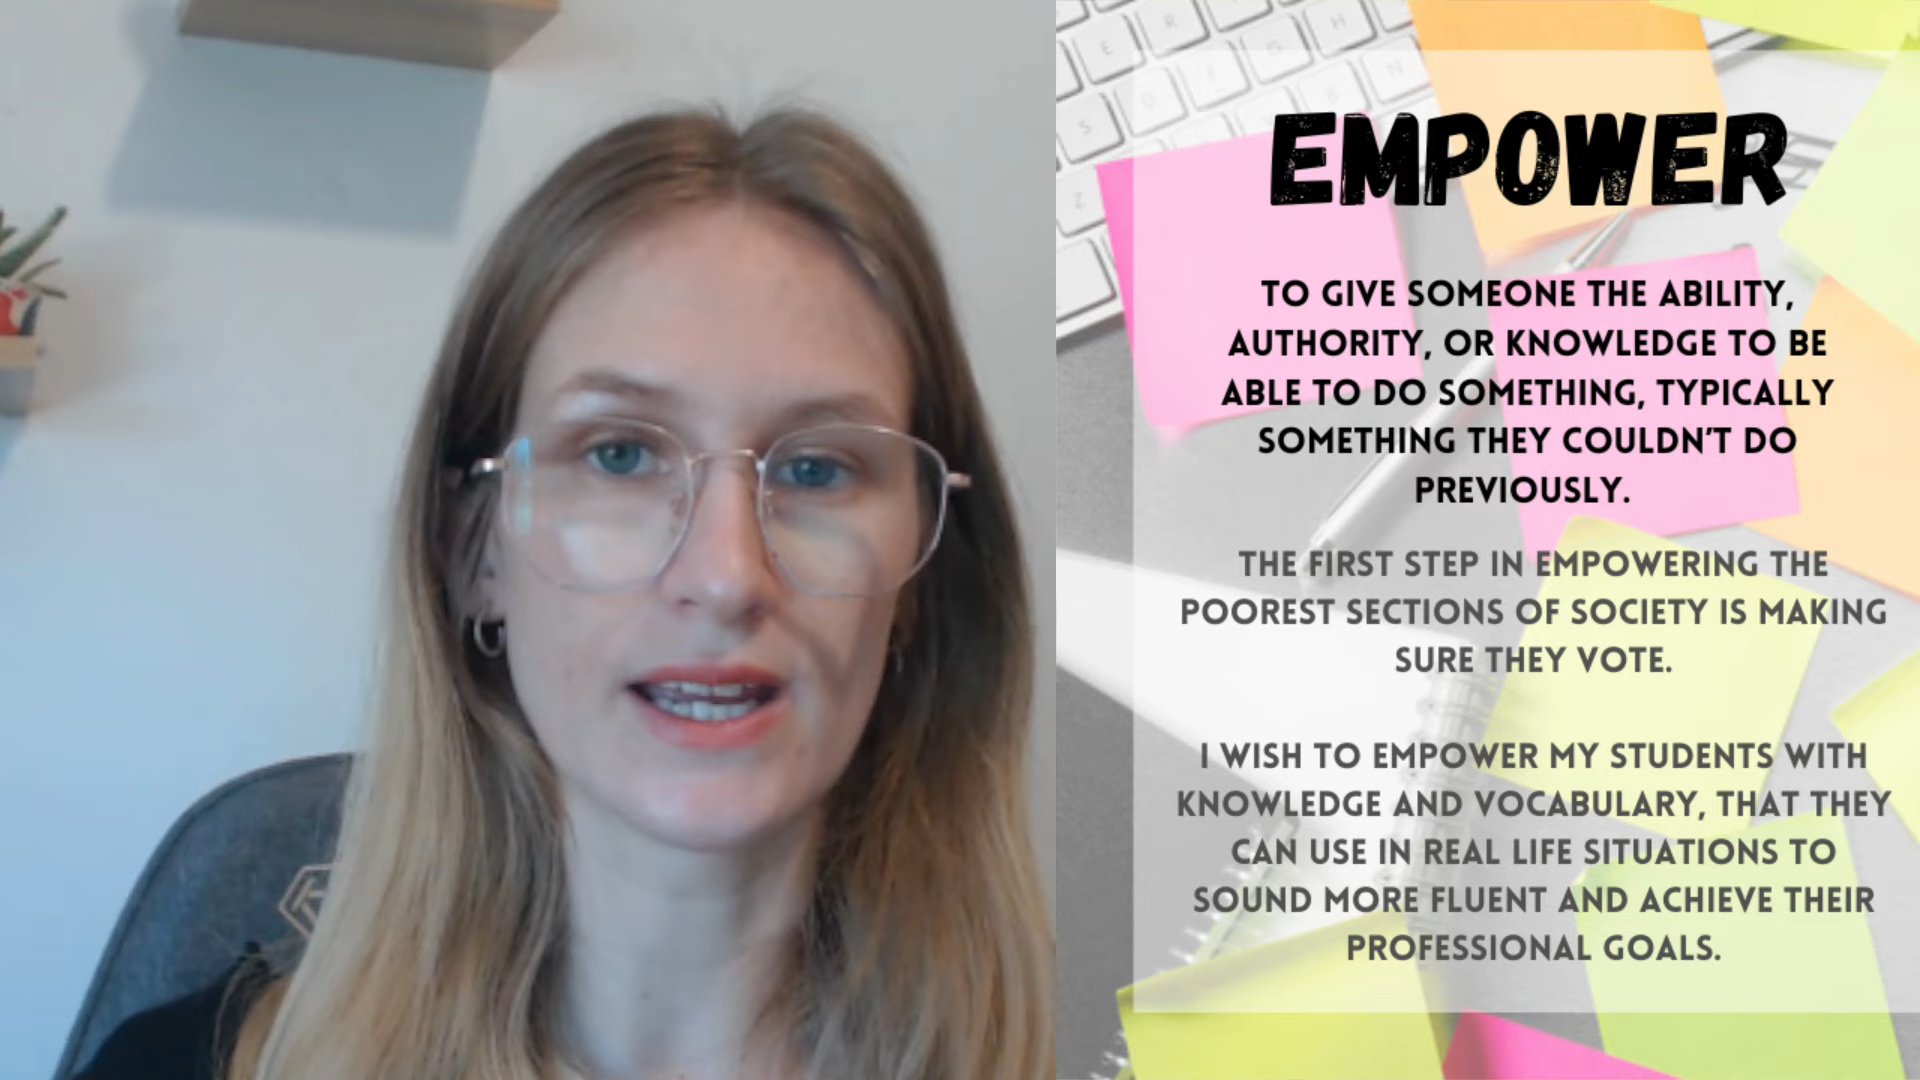 EMPOWER
TO GIVE SOMEONE THE ABILITY,
AUTHORITY, OR KNOWLEDGE TO BE
ABLE TO DO SOMETHING, TYPICALLY
SOMETHING THEY COULDN'T DO
PREVIOUSLY.
THE FIRST STEP IN EMPOWERING THE
POOREST SECTIONS OF SOCIETY IS MAKING
SURE THEY VOTE.
I WISH TO EMPOWER MY STUDENTS WITH
KNOWLEDGE AND VOCABULARY, THAT THEY
CAN USE IN REAL LIFE SITUATIONS TO
SOUND MORE FLUENT AND ACHIEVE THEIR
PROFESSIONAL GOALS.